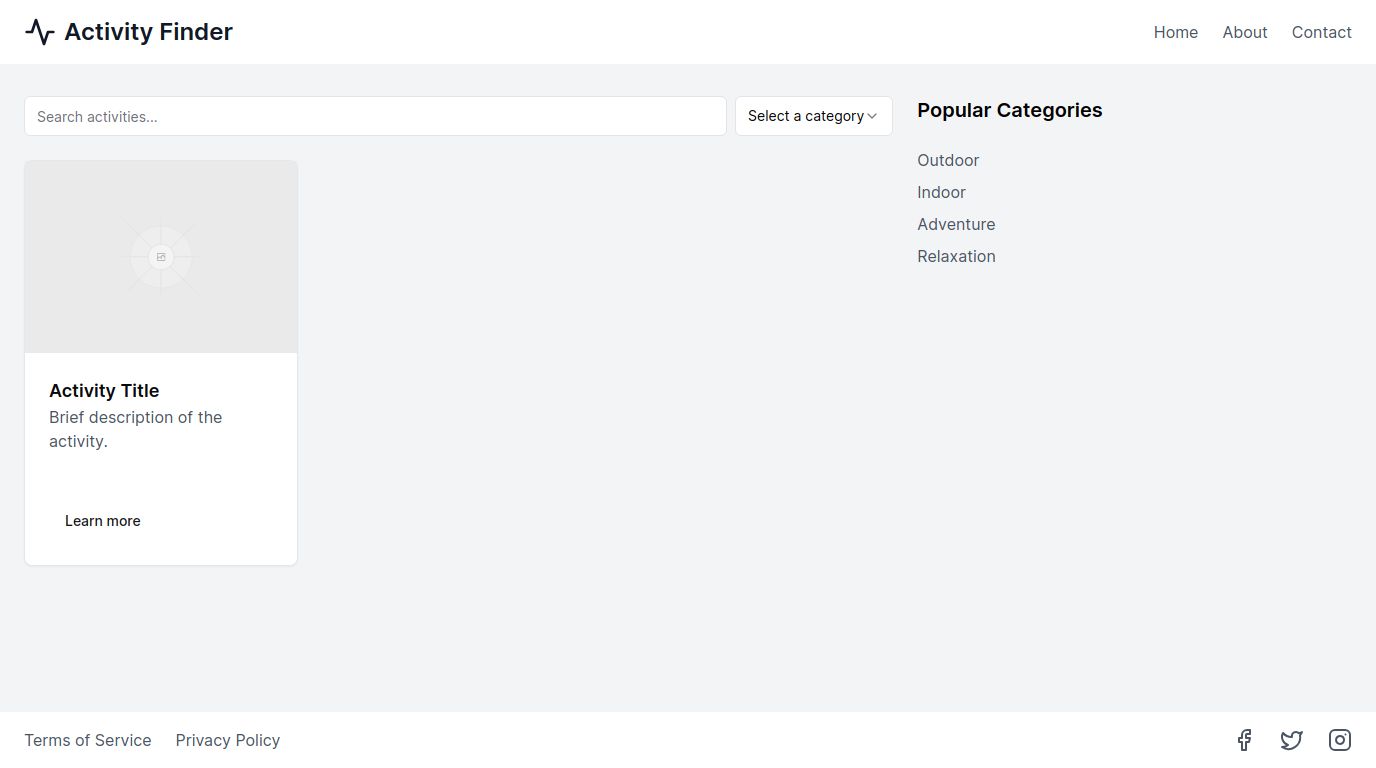 Activity Finder
Home About Contact
Search activities...
Select a category
Popular Categories
Outdoor
Indoor
Adventure
Relaxation
Activity Title
Brief description of the
activity.
Learn more
Terms of Service Privacy Policy